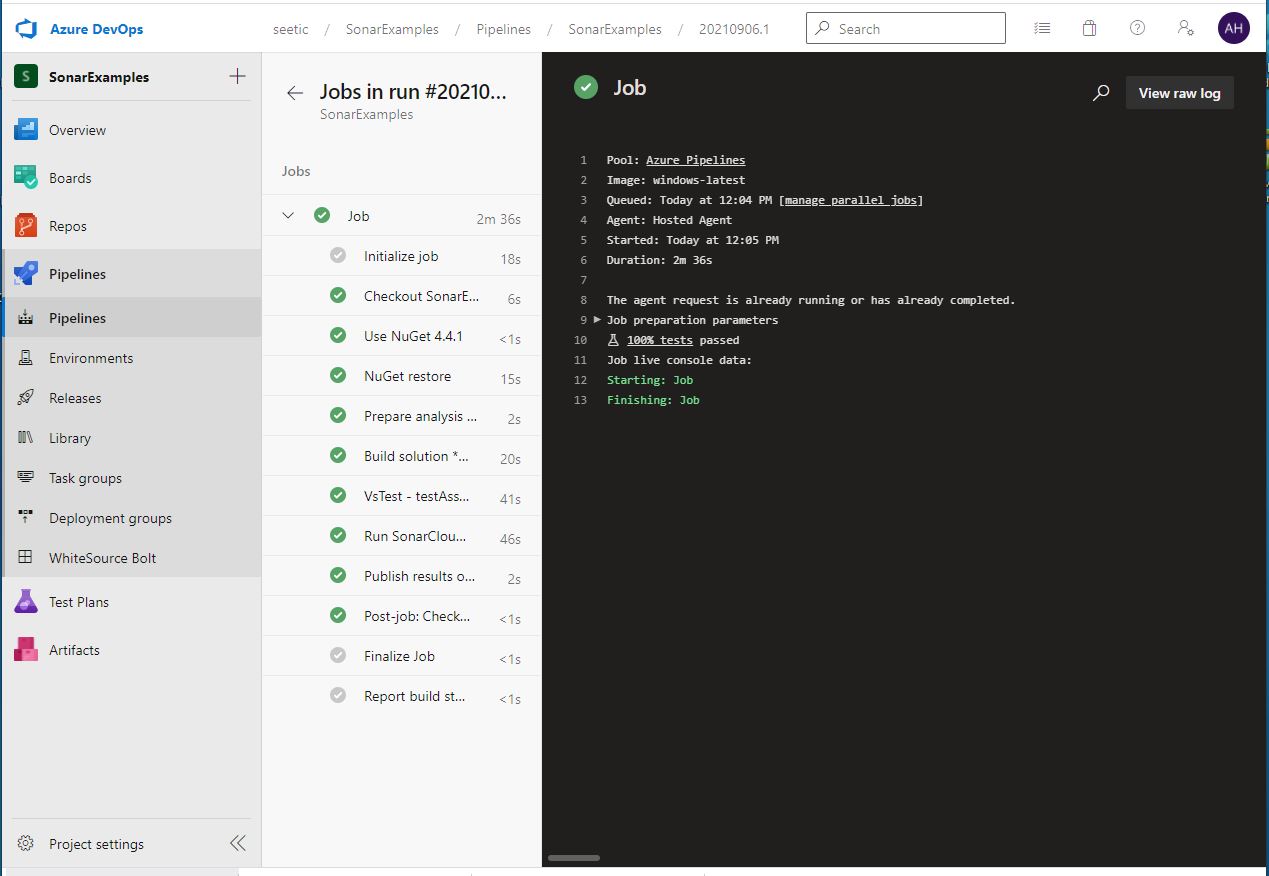 Azure DevOps
seetic / SonarExamples / Pipelines / SonarExamples / 20210906.1
Search
AH
S SonarExamples
Overview
Boards
Repos
Pipelines
Pipelines
Environments
Releases
Library
Task groups
Deployment groups
WhiteSource Bolt
Test Plans
Artifacts
Project settings
Jobs in run #20210...
SonarExamples
Jobs
Job 2m 36s
Initialize job 18s
Checkout SonarE... 6s
Use NuGet 4.4.1 <1s
NuGet restore 15s
Prepare analysis ... 2s
Build solution *... 20s
VsTest - testAss... 41s
Run SonarClou... 46s
Publish results o... 2s
Post-job: Check... <1s
Finalize Job <1s
Report build st... <1s
Job
View raw log
1 Pool: Azure Pipelines
2 Image: windows-latest
3 Queued: Today at 12:04 PM [manage parallel jobs]
4 Agent: Hosted Agent
5 Started: Today at 12:05 PM
6 Duration: 2m 36s
7
8 The agent request is already running or has already completed.
9 Job preparation parameters
10 100% tests passed
11 Job live console data:
12 Starting: Job
13 Finishing: Job